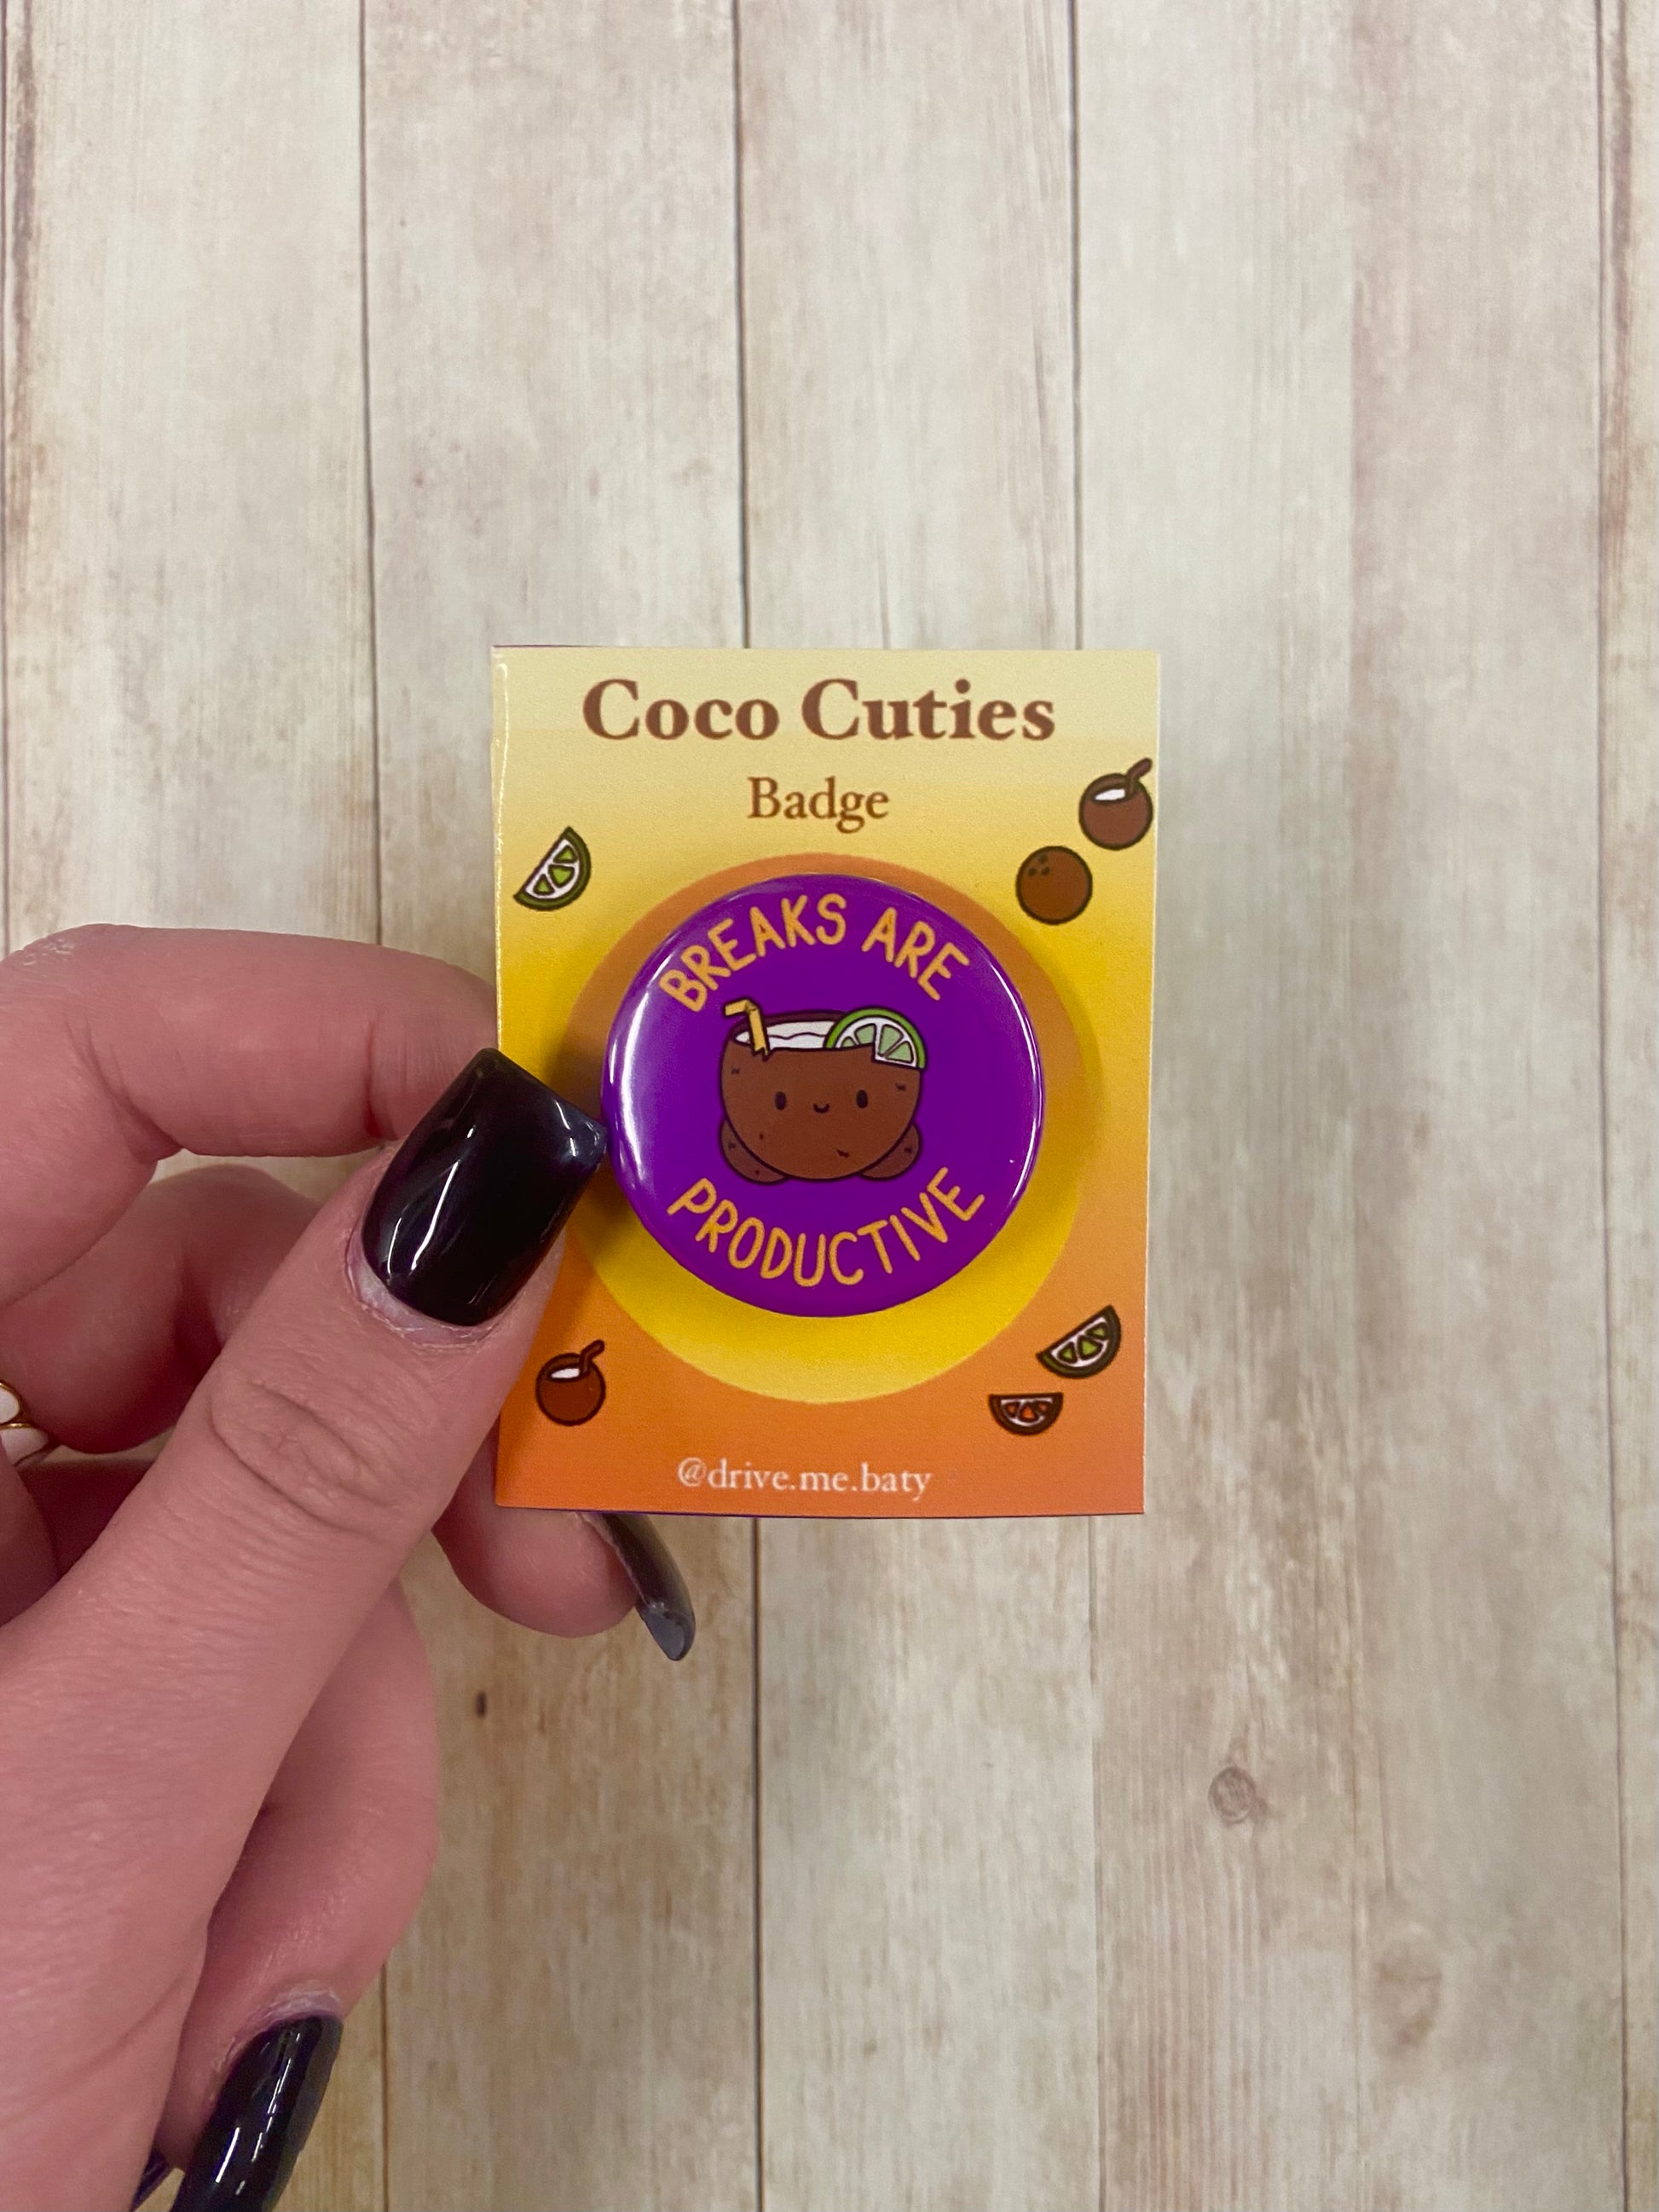 Coco Cuties
Badge
BREAKS ARE
PRODUCTIVE
@drive.me.baty